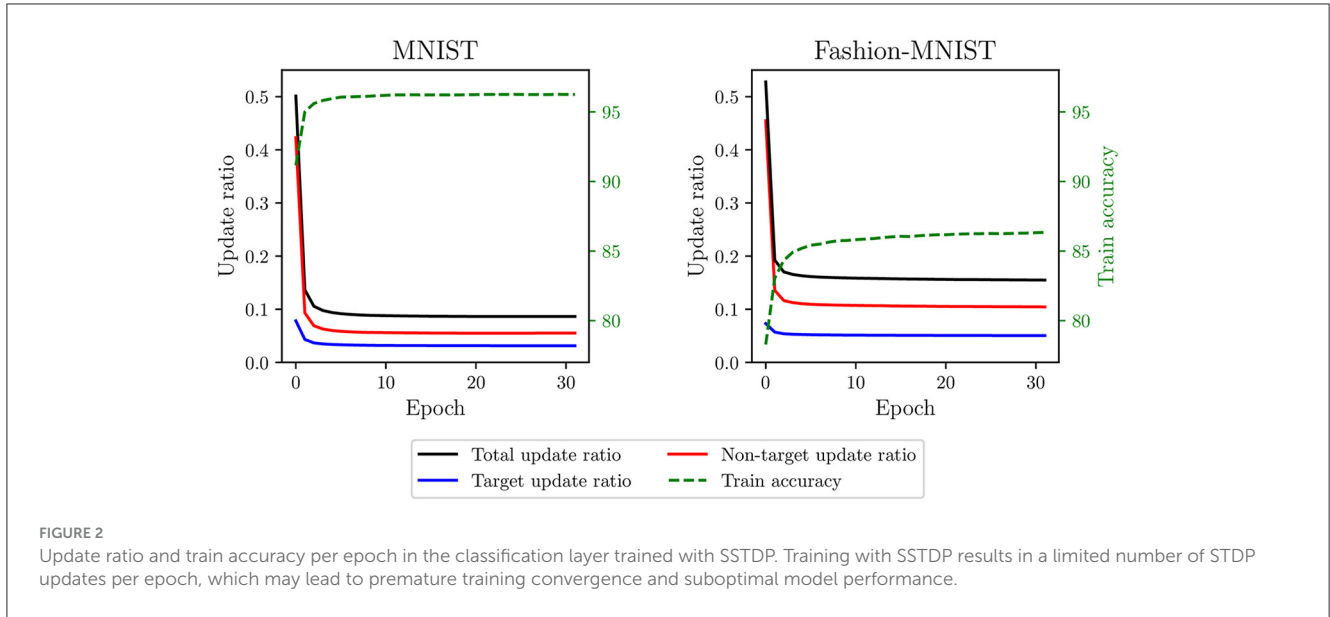 MNIST
Fashion-MNIST
0.5
0.4
0.3
0.2
0.1
0.0
Update ratio
95
90
85
80
0
10
20
30
Epoch
0.5
0.4
0.3
0.2
0.1
0.0
Update ratio
95
90
85
80
Train accuracy
0
10
20
30
Epoch
Total update ratio
Non-target update ratio
Target update ratio
Train accuracy
FIGURE 2
Update ratio and train accuracy per epoch in the classification layer trained with SSTDP. Training with SSTDP results in a limited number of STDP
updates per epoch, which may lead to premature training convergence and suboptimal model performance.